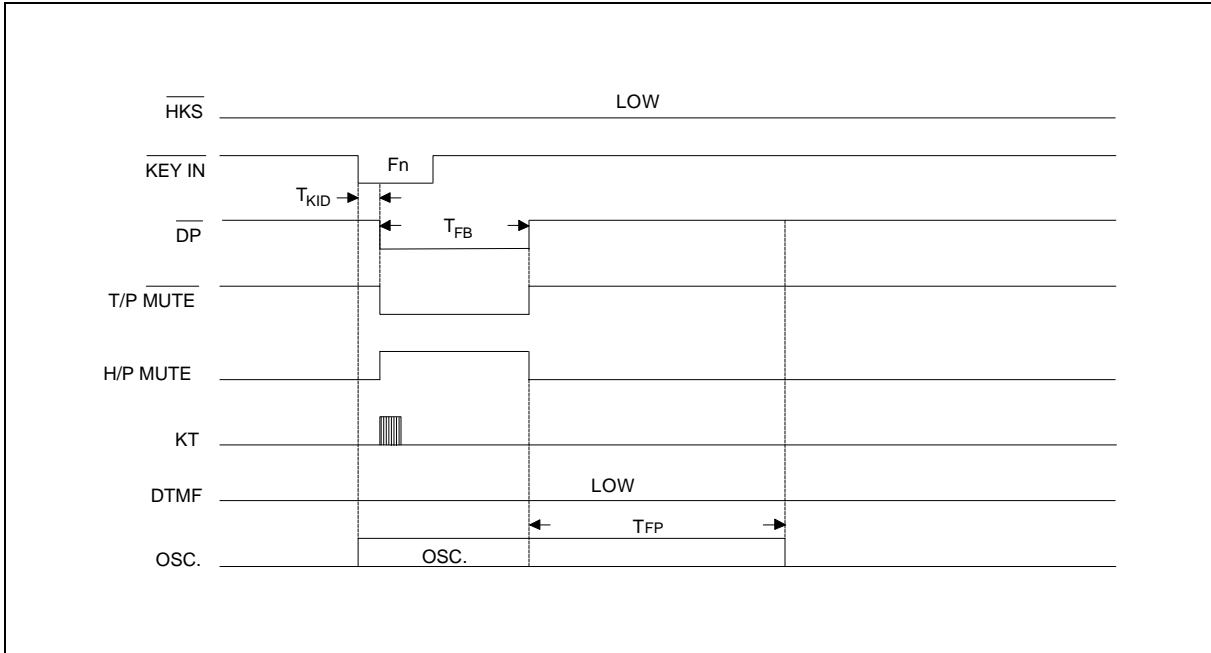 HKS
LOW
KEY IN
Fn
TKID
DP
TFB
T/P MUTE
H/P MUTE
KT
DTMF
LOW
TFP
OSC.
OSC.